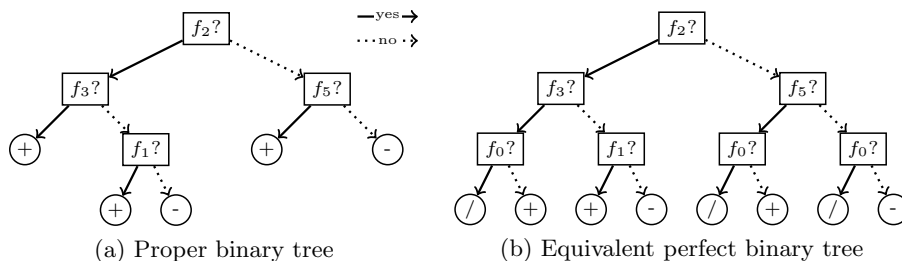 f₂? yes f₂?
no
f₃? f₅? f₃? f₅?
+ f₁? + - f₀? f₁? f₀? f₀?
+ - / + + - / + / -
(a) Proper binary tree (b) Equivalent perfect binary tree